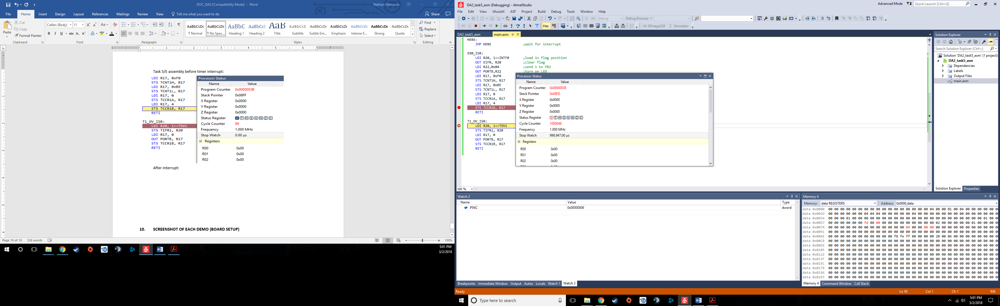 DOC_DA2 [Compatibility Mode] - Word
Nathan Hanuscin
File Home Insert Design Layout References Mailings Review View Tell me what you want to do
Share
Cut
Copy
Format Painter
Paste
Calibri (Body) 11
Clipboard
Font
Paragraph
AaBbCcDc AaBbCcDc AaBbC AaBbCcl AaB AaBbCcD AaBbCcDc AaBbCcDc AaBbCcDc AaBbCcDc AaBbCcDc
¶ Normal ¶ No Spac... Heading 1 Heading 2 Title Subtitle Subtle Em... Emphasis Intense E... Strong Quote
Styles
Find
Replace
Select
Editing
Task 5/E assembly before timer interrupt:
LDI R17, 0xF0
STS TCNT1H, R17
LDI R17, 0xBE
STS TCNT1L, R17
LDI R17, 0
STS TCCR1A, R17
LDI R17, 4
STS TCCR1B, R17
RETI
T1_OV_ISR:
LDI R20, 1<<TOV1
STS TIFR1, R20
LDI R17, 0
OUT PORTB, R17
STS TCCR1B, R17
RETI
Processor Status
Name Value
Program Counter 0x0000003B
Stack Pointer 0x08FF
X Register 0x0000
Y Register 0x0000
Z Register 0x0000
Status Register I T H S V N Z C
Cycle Counter 99
Frequency 1.000 MHz
Stop Watch 0.00 µs
Registers
R00 0x00
R01 0x00
R02 0x00
After interrupt:
10. SCREENSHOT OF EACH DEMO (BOARD SETUP)
Page 18 of 18 326 words
100%
5:01 PM
3/2/2018
DA2_task5_asm (Debugging) - AtmelStudio
Advanced Mode 2 Quick Launch (Ctrl+Q)
File Edit View VAssistX ASF Project Build Debug Tools Window Help
Debug Debug Browser
Hex
ATmega328 Simulator
DA2_task5_asm main.asm
HERE:
JMP HERE ;wait for interrupt
EX0_ISR:
LDI R20, 1<<INTF0 ;load in flag position
OUT EIFR, R20 ;clear flag
LDI R22,0x04 ;send 1 to PB2
OUT PORTB,R22 ;turn on LED
LDI R17, 0xF0
STS TCNT1H, R17
LDI R17, 0xBE
STS TCNT1L, R17
LDI R17, 0
STS TCCR1A, R17
LDI R17, 4
STS TCCR1B, R17
RETI
T1_OV_ISR:
LDI R20, 1<<TOV1
STS TIFR1, R20
LDI R17, 0
OUT PORTB, R17
STS TCCR1B, R17
RETI
100 %
Processor Status
Name Value
Program Counter 0x0000003E
Stack Pointer 0x08FD
X Register 0x0000
Y Register 0x0000
Z Register 0x0000
Status Register I T H S V N Z C
Cycle Counter 1000046
Frequency 1.000 MHz
Stop Watch 999,947.00 µs
Registers
R00 0x00
R01 0x00
R02 0x00
Solution Explorer
Search Solution Explorer (Ctrl+;)
Solution 'DA2_task5_asm' (1 project)
DA2_task5_asm
Dependencies
Labels
Output Files
main.asm
Solution Explorer Properties
Watch 2
Name Value Type
PINC 0x00000006 dword
Breakpoints Immediate Window Output Autos Locals Watch 1 Watch 2
Memory 4
Memory: data REGISTERS Address: 0x0000,data
data 0x0000
data 0x001D
data 0x003A
data 0x0057
data 0x0074
data 0x0091
data 0x00AE
data 0x00CB
data 0x00E8
data 0x0105
data 0x0122
data 0x013F
data 0x015C
data 0x0179
data 0x0196
data 0x01B3
Memory 4 Command Window Call Stack
Ready Ln 50 Col 1 Ch 1 INS
Type here to search
5:01 PM
3/2/2018